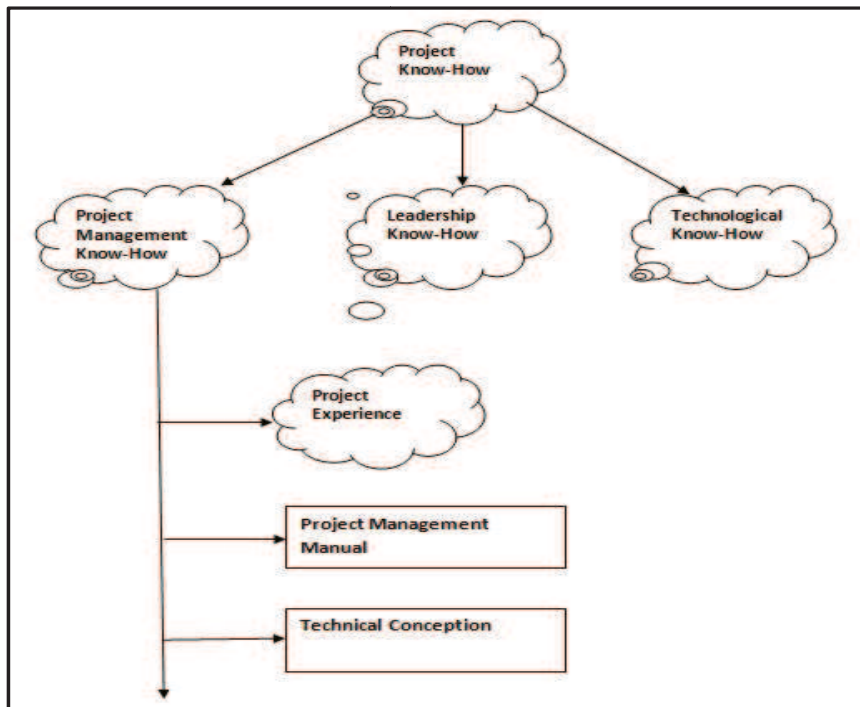 Project
Know-How
Project
Management
Know-How
Leadership
Know-How
Technological
Know-How
Project
Experience
Project Management
Manual
Technical Conception